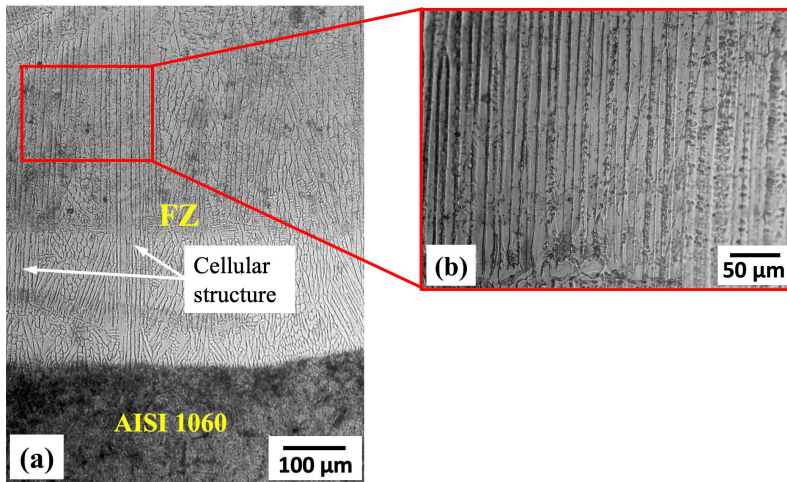 FZ
Cellular
structure
AISI 1060
(a)
100 µm
(b)
50 µm